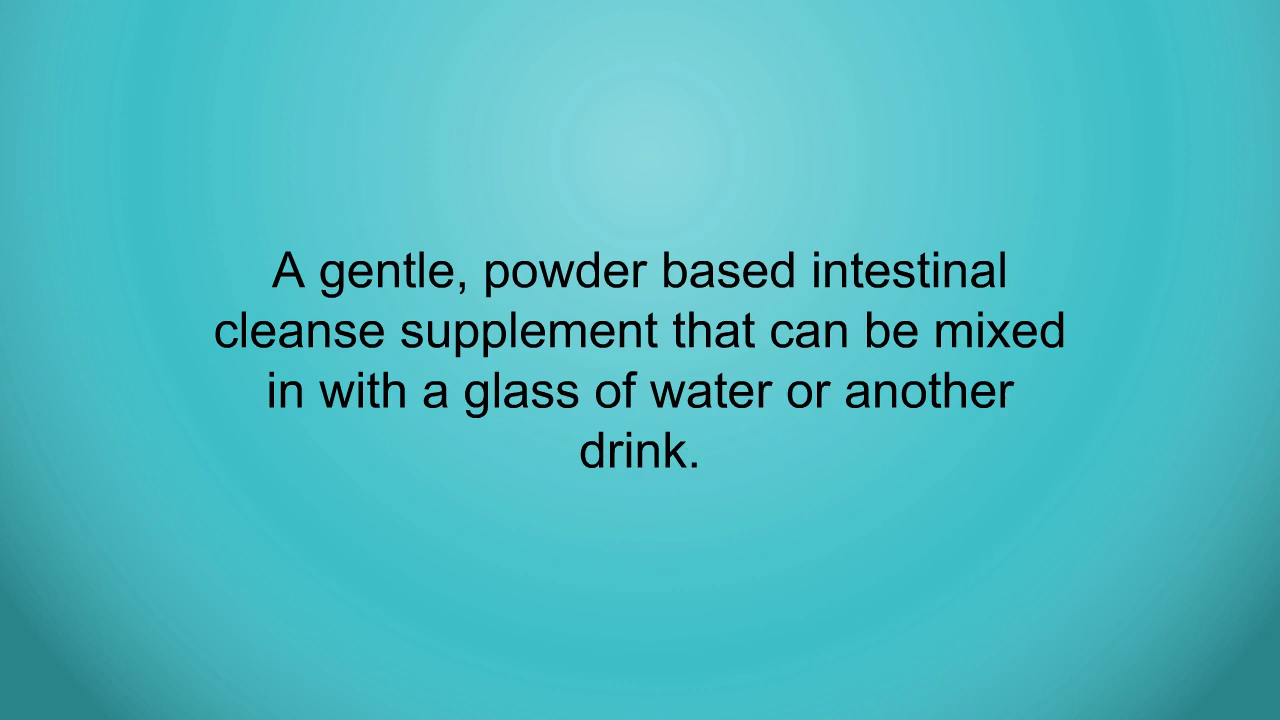 A gentle, powder based intestinal
cleanse supplement that can be mixed
in with a glass of water or another
drink.